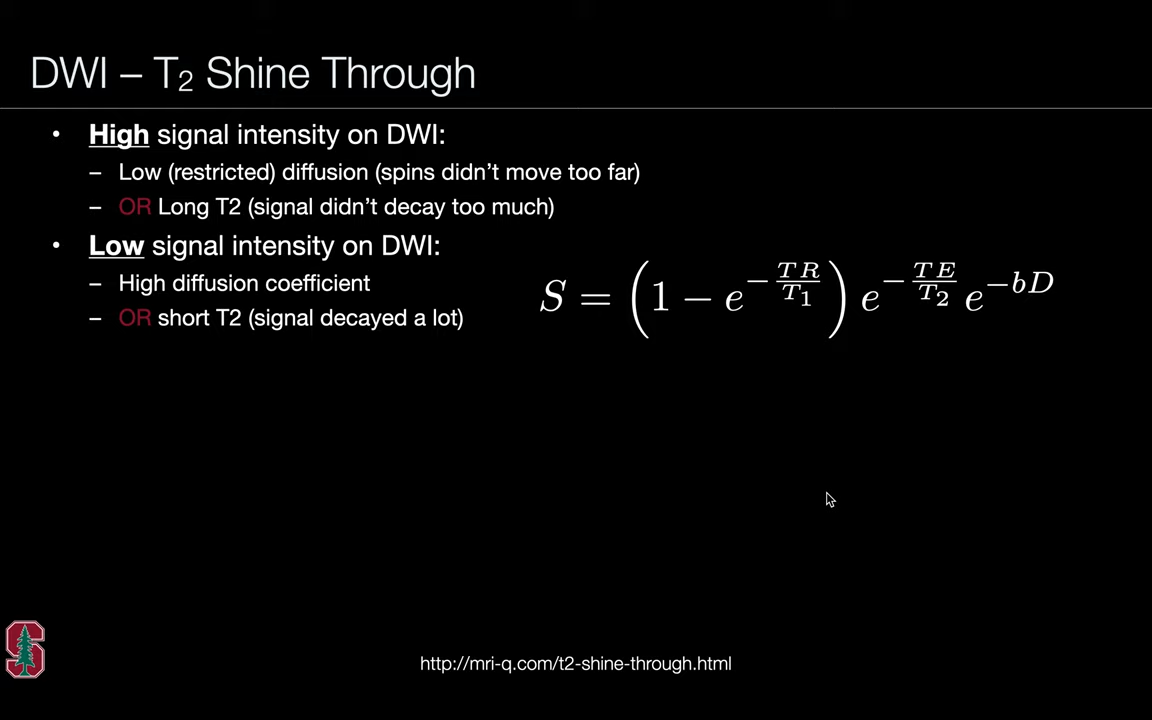 DWI – T₂ Shine Through
• High signal intensity on DWI:
– Low (restricted) diffusion (spins didn’t move too far)
– OR Long T2 (signal didn’t decay too much)
• Low signal intensity on DWI:
– High diffusion coefficient
– OR short T2 (signal decayed a lot)
S = (1 − e^{−TR/T₁}) e^{−TE/T₂} e^{−bD}
S
http://mri-q.com/t2-shine-through.html